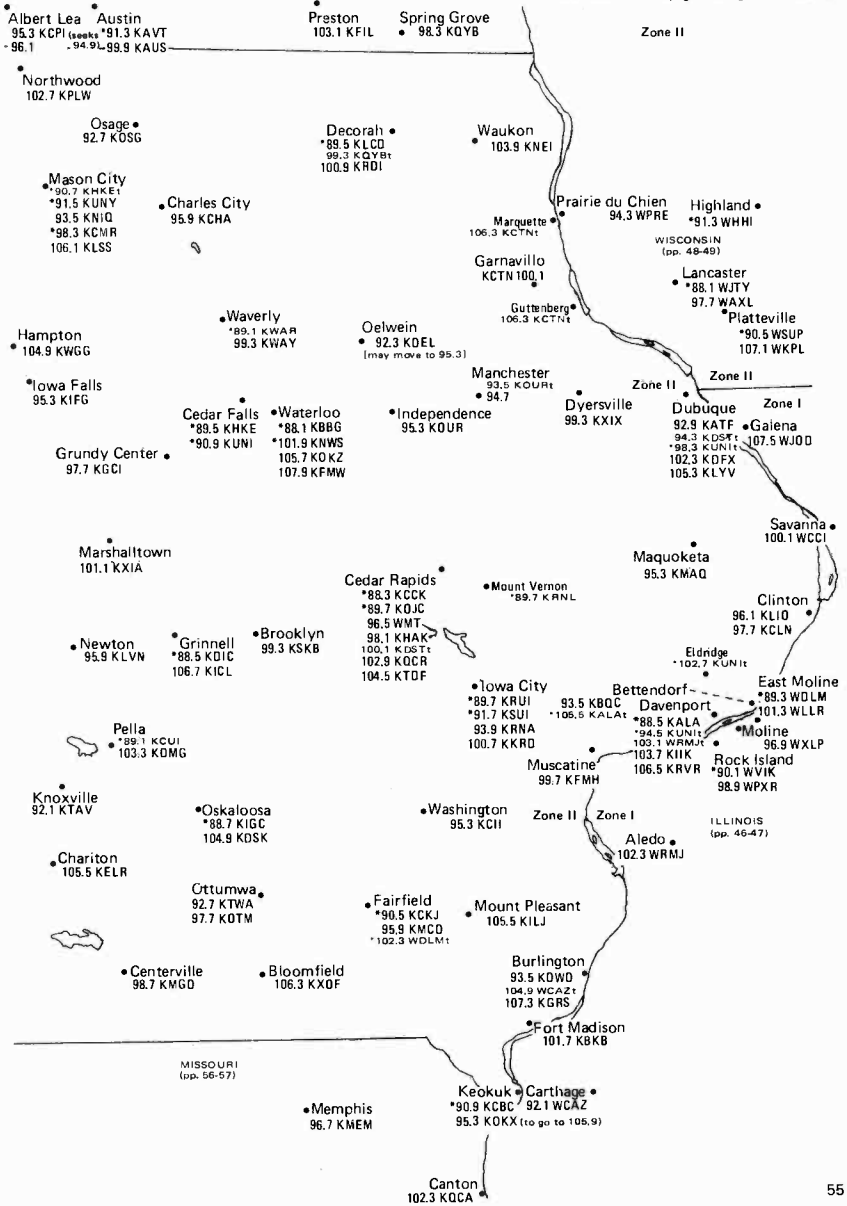 Albert Lea
95.3 KCPI (seeks
- 96.1 - 94.9)
Austin
*91.3 KAVT
99.9 KAUS
Preston
103.1 KFIL
Spring Grove
98.3 KQYB
Zone II
Northwood
102.7 KPLW
Osage
92.7 KOSG
Decorah
*89.5 KLCD
99.3 KQYBt
100.9 KRDI
Waukon
103.9 KNEI
Mason City
*90.7 KHKEt
*91.5 KUNY
93.5 KNIQ
*98.3 KCMR
106.1 KLSS
Charles City
95.9 KCHA
Prairie du Chien
94.3 WPRE
Marquette
106.3 KCTNt
Highland
*91.3 WHHI
WISCONSIN
(pp. 48-49)
Garnavillo
KCTN 100.1
Lancaster
*88.1 WJTY
97.7 WAXL
Guttenberg
106.3 KCTNt
Platteville
*90.5 WSUP
107.1 WKPL
Hampton
104.9 KWGG
Waverly
*89.1 KWAR
99.3 KWAY
Oelwein
92.3 KOEL
[may move to 95.3]
Iowa Falls
95.3 KIFG
Manchester
93.5 KOURt
94.7
Zone II
Zone II
Zone I
Cedar Falls
*89.5 KHKE
*90.9 KUNI
Waterloo
*88.1 KBBG
*101.9 KNWS
105.7 KOKZ
107.9 KFMW
Independence
95.3 KOUR
Dyersville
99.3 KXIX
Dubuque
92.9 KATF
94.3 KDSTt
*98.3 KUNIt
102.3 KDFX
105.3 KLYV
Galena
107.5 WJOD
Grundy Center
97.7 KGCI
Savanna
100.1 WCCI
Marshalltown
101.1 KXIA
Maquoketa
95.3 KMAQ
Cedar Rapids
*88.3 KCCK
*89.7 KOJC
96.5 WMT
98.1 KHAK
100.1 KDSTt
102.9 KQCR
104.5 KTOF
Mount Vernon
*89.7 KRNL
Clinton
96.1 KLIO
97.7 KCLN
Newton
95.9 KLVN
Grinnell
*88.5 KDIC
106.7 KICL
Brooklyn
99.3 KSKB
Eldridge
*102.7 KUNIt
Iowa City
*89.7 KRUI
*91.7 KSUI
93.9 KRNA
100.7 KKRD
Bettendorf
93.5 KBQC
*105.5 KALAt
Davenport
*88.5 KALA
*94.5 KUNIt
103.1 WRMJt
103.7 KIIK
106.5 KRVR
East Moline
*89.3 WDLM
101.3 WLLR
Moline
96.9 WXLP
Rock Island
*90.1 WVIK
98.9 WPXR
Pella
*89.1 KCUI
103.3 KOMG
Muscatine
99.7 KFMH
Knoxville
92.1 KTAV
Oskaloosa
*88.7 KIGC
104.9 KDSK
Washington
95.3 KCII
Zone II
Zone I
ILLINOIS
(pp. 46-47)
Aledo
102.3 WRMJ
Chariton
105.5 KELR
Ottumwa
92.7 KTWA
97.7 KOTM
Fairfield
*90.5 KCKJ
95.9 KMCD
*102.3 WDLMt
Mount Pleasant
105.5 KILJ
Centerville
98.7 KMGO
Bloomfield
106.3 KXOF
Burlington
93.5 KDWD
104.9 WCAZt
107.3 KGRS
Fort Madison
101.7 KBKB
MISSOURI
(pp. 56-57)
Memphis
96.7 KMEM
Keokuk
*90.9 KCBC
95.3 KOKX (to go to 105.9)
Carthage
92.1 WCAZ
Canton
102.3 KQCA
55